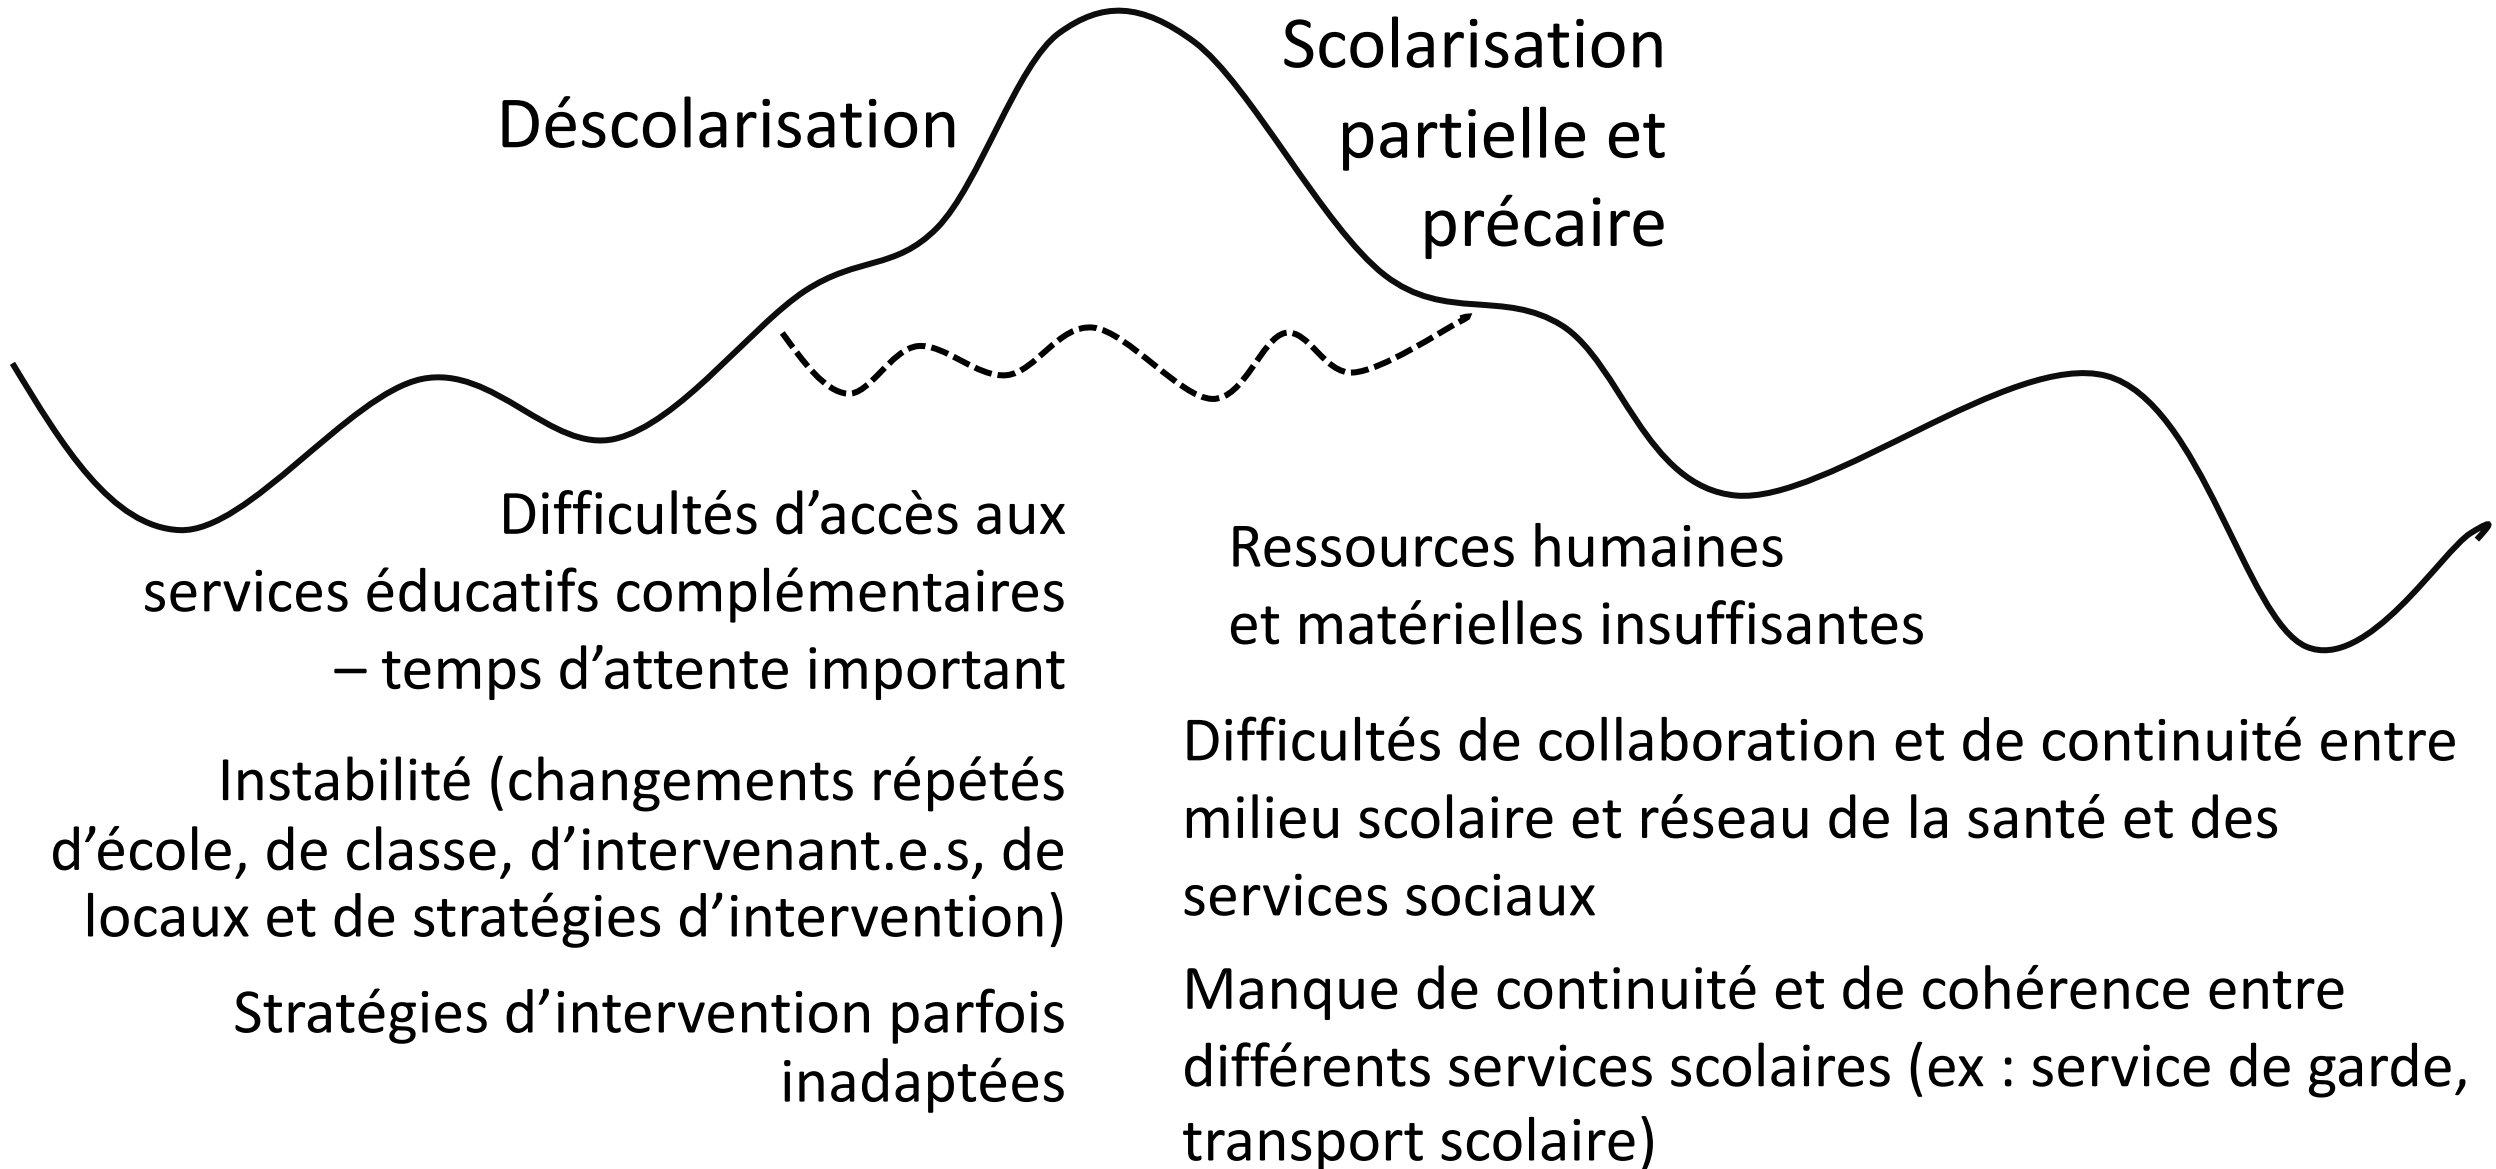 Déscolarisation
Scolarisation
partielle et
précaire
Difficultés d’accès aux
services éducatifs complémentaires
– temps d’attente important
Instabilité (changements répétés
d’école, de classe, d’intervenant.e.s, de
locaux et de stratégies d’intervention)
Stratégies d’intervention parfois
inadaptées
Ressources humaines
et matérielles insuffisantes
Difficultés de collaboration et de continuité entre
milieu scolaire et réseau de la santé et des
services sociaux
Manque de continuité et de cohérence entre
différents services scolaires (ex : service de garde,
transport scolaire)